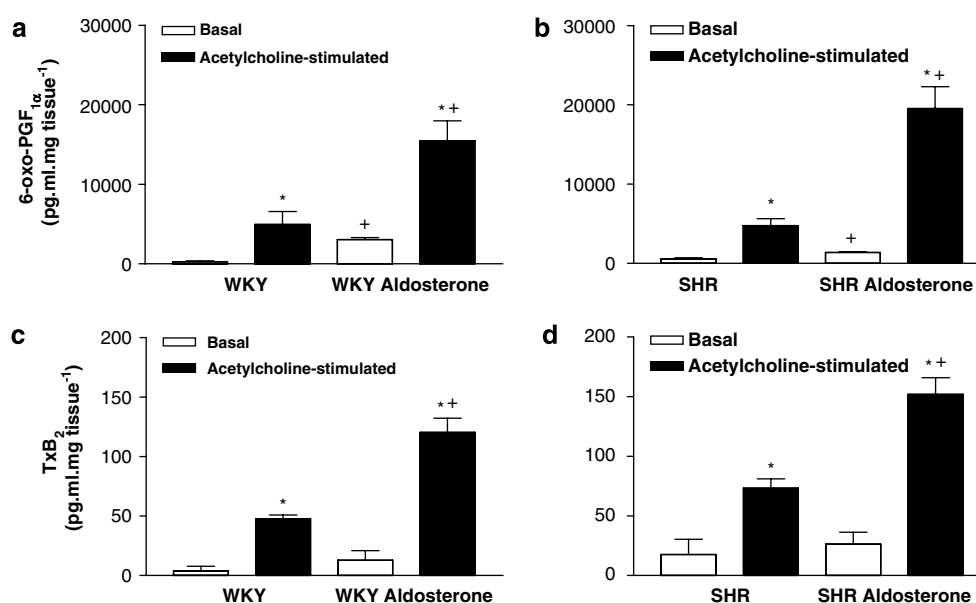 a
30000
20000
10000
0
6-oxo-PGF1α
(pg.ml.mg tissue-1)
Basal
Acetylcholine-stimulated
*
+
* +
WKY
WKY Aldosterone
b
30000
20000
10000
0
Basal
Acetylcholine-stimulated
*
+
* +
SHR
SHR Aldosterone
c
200
150
100
50
0
TxB2
(pg.ml.mg tissue-1)
Basal
Acetylcholine-stimulated
*
* +
WKY
WKY Aldosterone
d
200
150
100
50
0
Basal
Acetylcholine-stimulated
*
* +
SHR
SHR Aldosterone